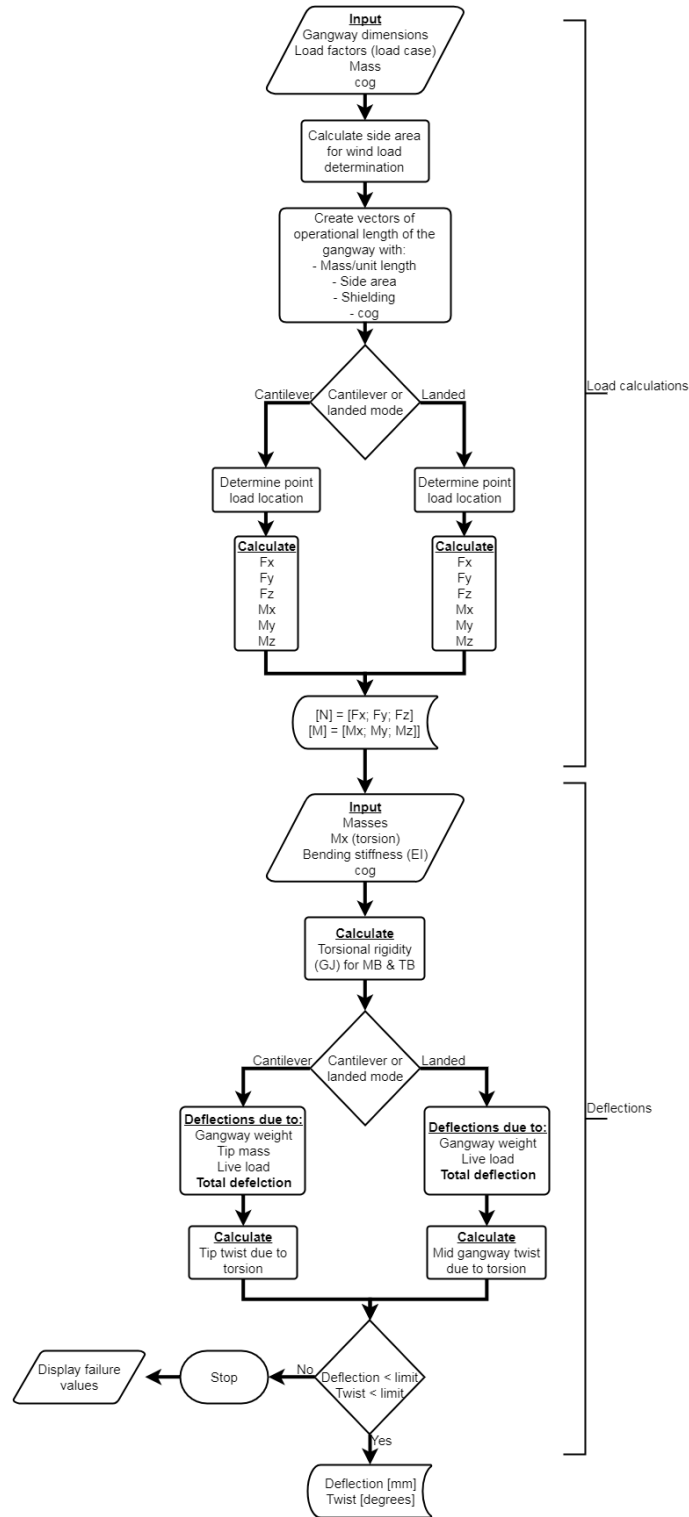 Input
Gangway dimensions
Load factors (load case)
Mass
cog
Calculate side area
for wind load
determination
Create vectors of
operational length of the
gangway with:
- Mass/unit length
- Side area
- Shielding
- cog
Cantilever
Cantilever or
landed mode
Landed
Load calculations
Determine point
load location
Determine point
load location
Calculate
Fx
Fy
Fz
Mx
My
Mz
Calculate
Fx
Fy
Fz
Mx
My
Mz
[N] = [Fx; Fy; Fz]
[M] = [Mx; My; Mz]]
Input
Masses
Mx (torsion)
Bending stiffness (EI)
cog
Calculate
Torsional rigidity
(GJ) for MB & TB
Cantilever
Cantilever or
landed mode
Landed
Deflections
Deflections due to:
Gangway weight
Tip mass
Live load
Total defelction
Deflections due to:
Gangway weight
Live load
Total deflection
Calculate
Tip twist due to
torsion
Calculate
Mid gangway twist
due to torsion
Display failure
values
Stop
No
Deflection < limit
Twist < limit
Yes
Deflection [mm]
Twist [degrees]